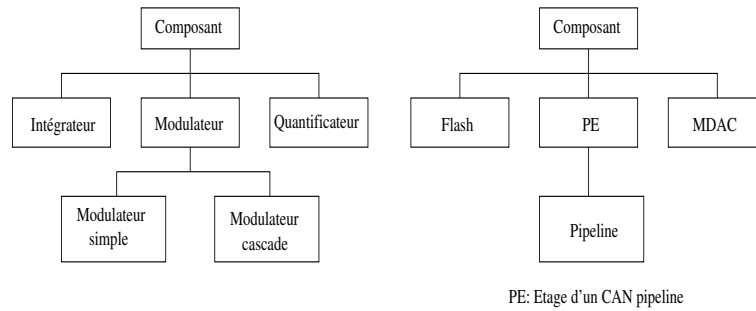 Composant
Intégrateur
Modulateur
Quantificateur
Modulateur
simple
Modulateur
cascade
Composant
Flash
PE
MDAC
Pipeline
PE: Etage d'un CAN pipeline